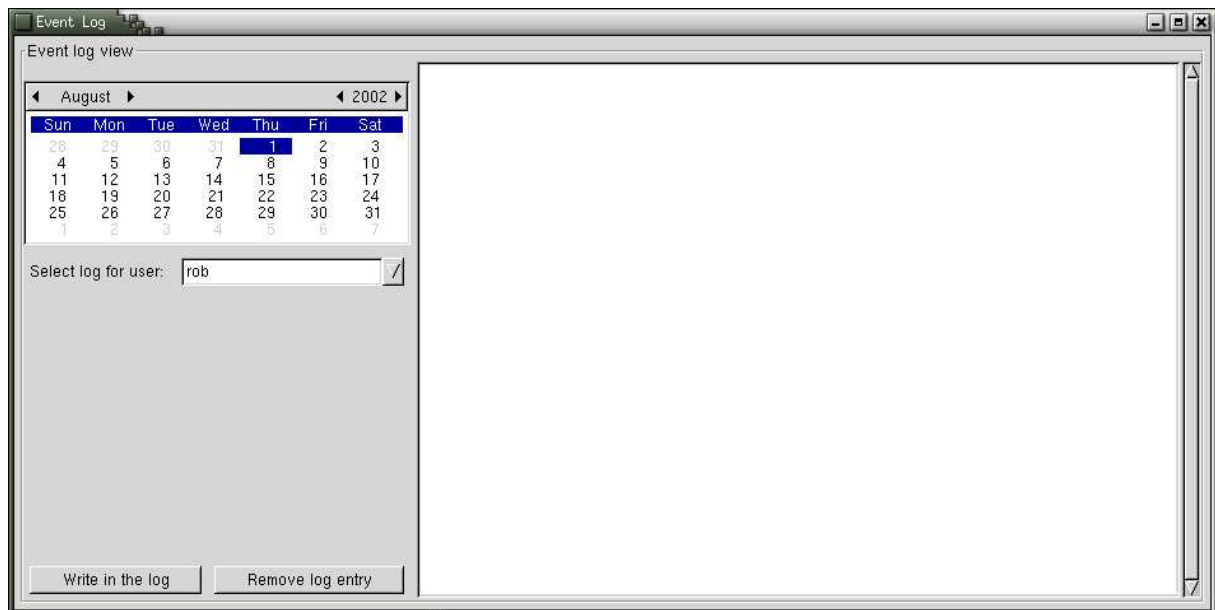 Event Log
Event log view
August 2002
Sun Mon Tue Wed Thu Fri Sat
28 29 30 31 1 2 3
4 5 6 7 8 9 10
11 12 13 14 15 16 17
18 19 20 21 22 23 24
25 26 27 28 29 30 31
1 2 3 4 5 6 7
Select log for user: rob
Write in the log Remove log entry